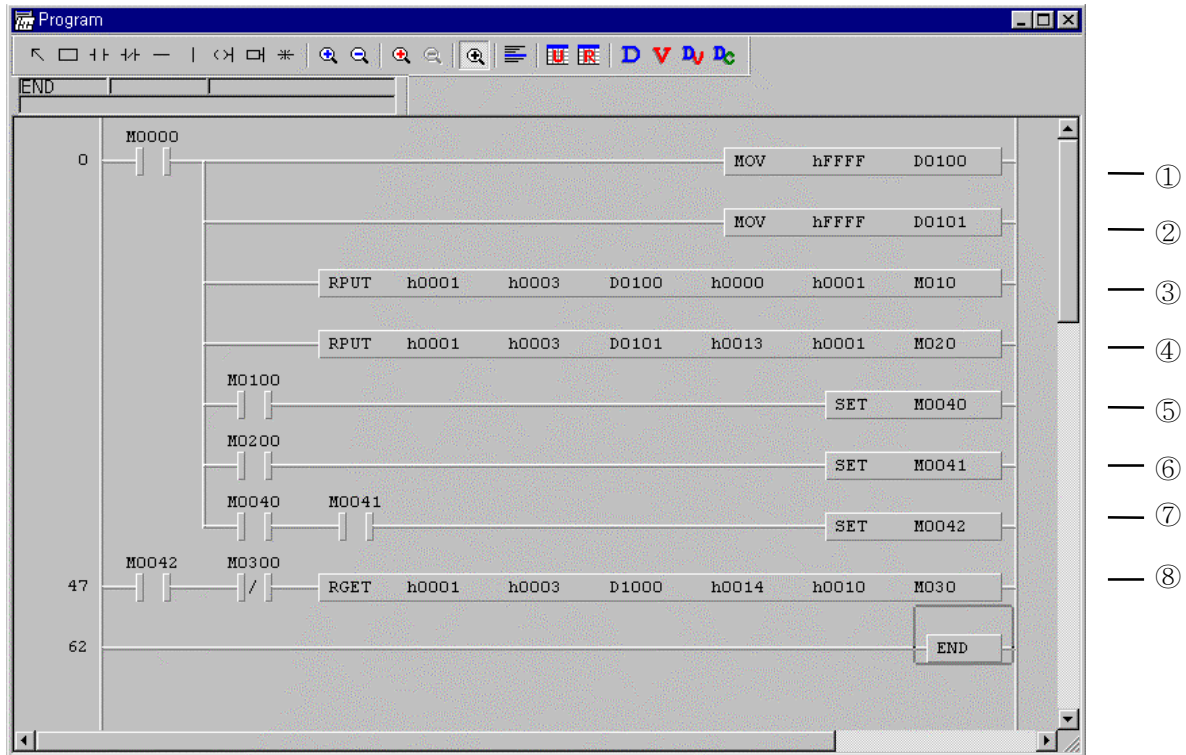 Program
U R D V DV DC
END
M0000
0 MOV hFFFF D0100 ①
MOV hFFFF D0101 ②
RPUT h0001 h0003 D0100 h0000 h0001 M010 ③
RPUT h0001 h0003 D0101 h0013 h0001 M020 ④
M0100
SET M0040 ⑤
M0200
SET M0041 ⑥
M0040 M0041
SET M0042 ⑦
M0042 M0300
47 RGET h0001 h0003 D1000 h0014 h0010 M030 ⑧
62 END